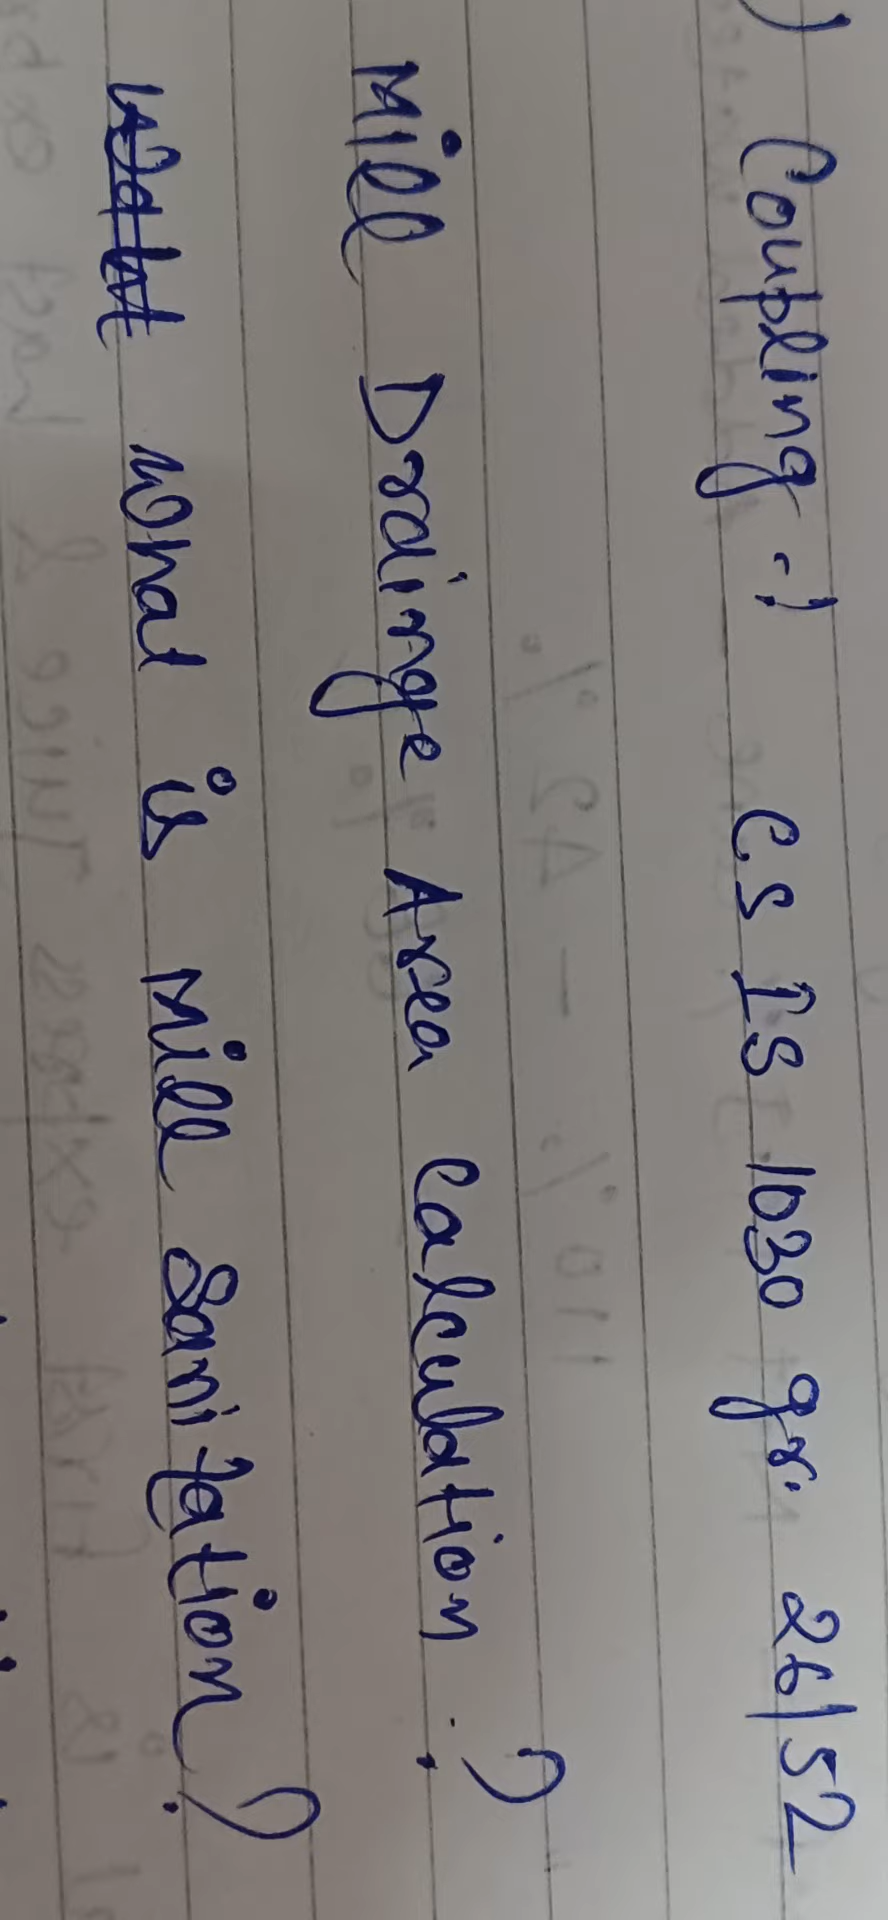 ) Coupling :- CS IS 1030 gr. 26/52
Mill Drainge Area calculation ?
what is Mill Sanitation ?